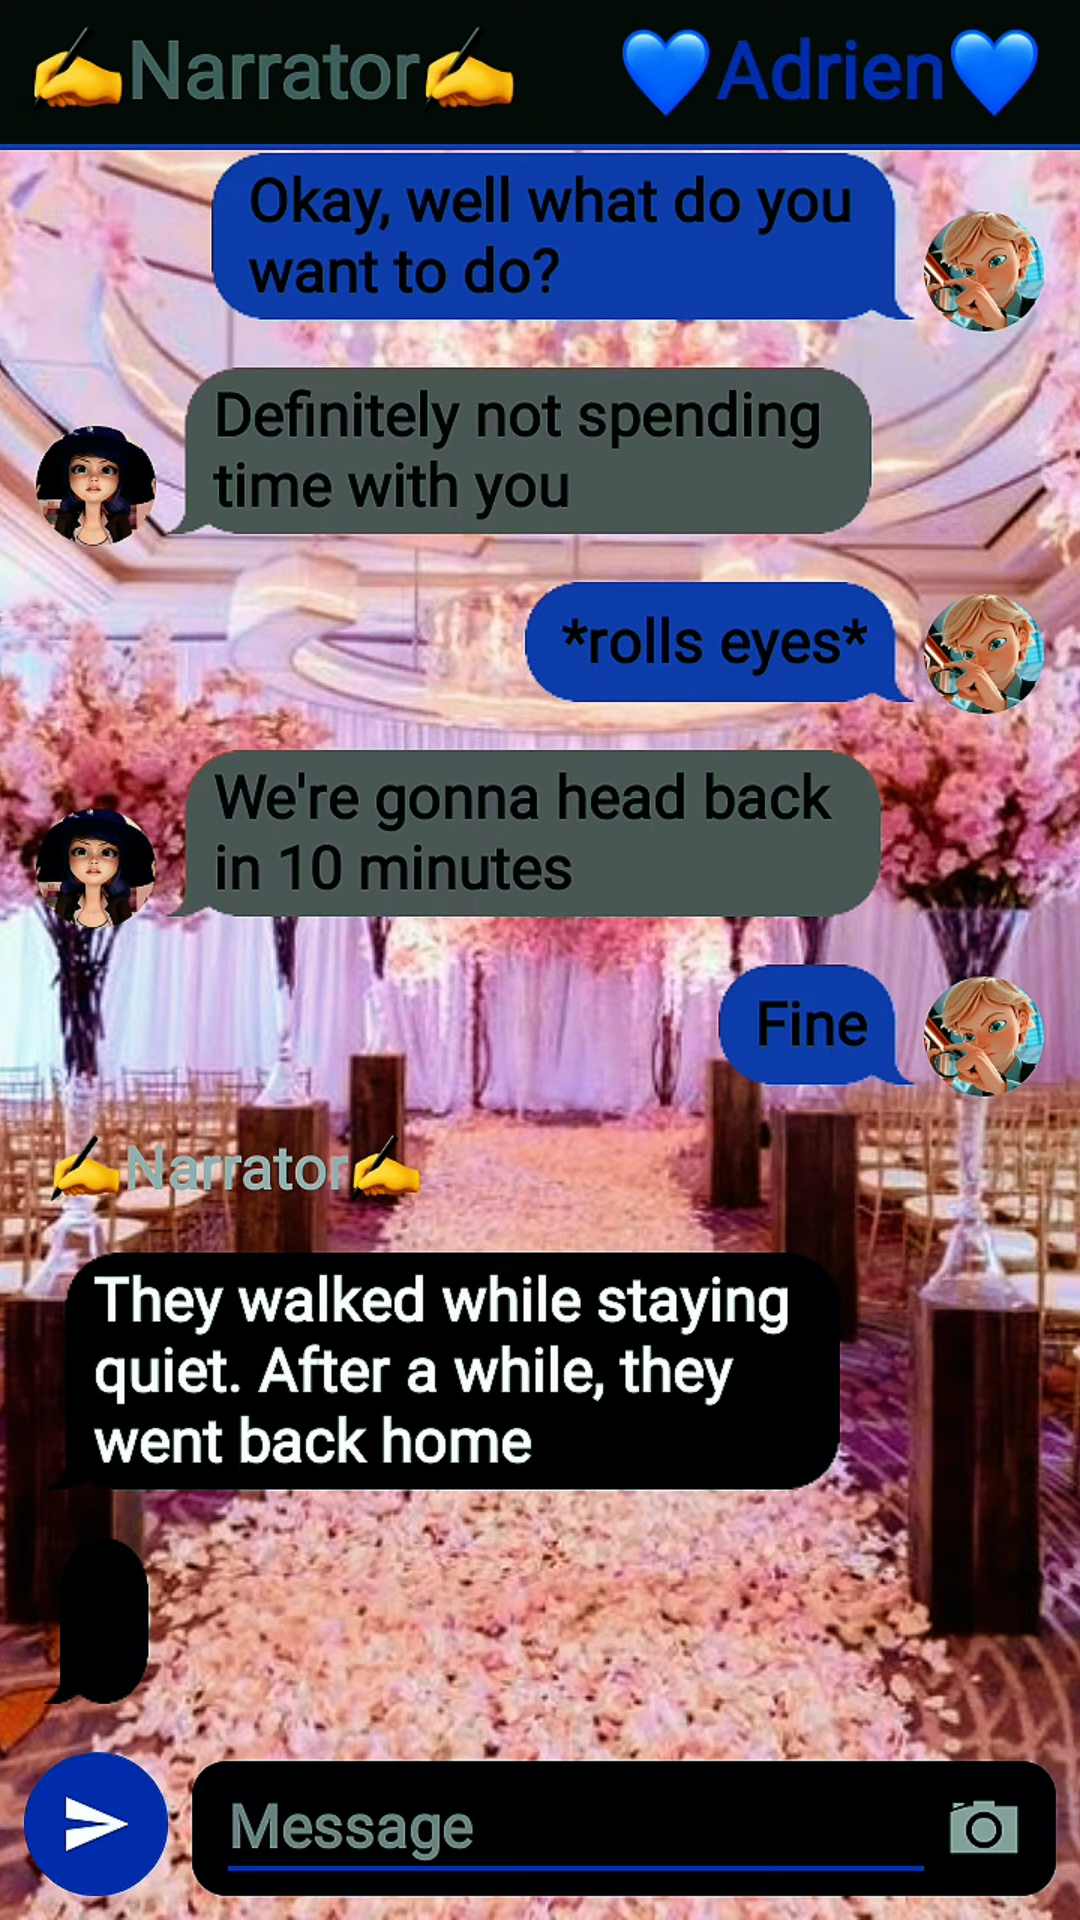 ✍Narrator✍ 💙Adrien💙
Okay, well what do you
want to do?
Definitely not spending
time with you
*rolls eyes*
We're gonna head back
in 10 minutes
Fine
✍Narrator✍
They walked while staying
quiet. After a while, they
went back home
Message